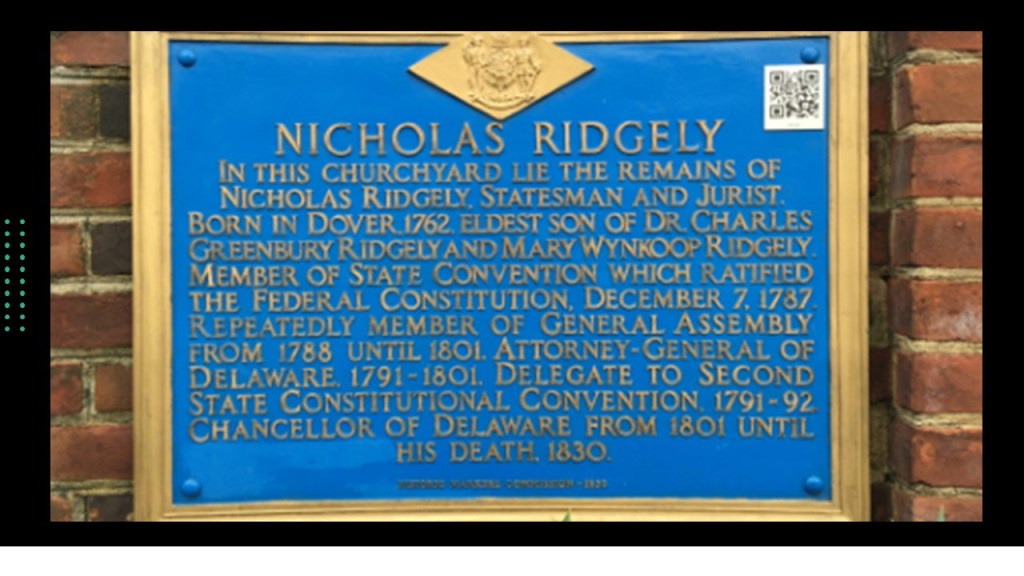 NICHOLAS RIDGELY
IN THIS CHURCHYARD LIE THE REMAINS OF
NICHOLAS RIDGELY, STATESMAN AND JURIST.
BORN IN DOVER, 1762, ELDEST SON OF DR. CHARLES
GREENBURY RIDGELY AND MARY WYNKOOP RIDGELY.
MEMBER OF STATE CONVENTION WHICH RATIFIED
THE FEDERAL CONSTITUTION, DECEMBER 7, 1787.
REPEATEDLY MEMBER OF GENERAL ASSEMBLY
FROM 1788 UNTIL 1801. ATTORNEY-GENERAL OF
DELAWARE, 1791-1801. DELEGATE TO SECOND
STATE CONSTITUTIONAL CONVENTION, 1791-92.
CHANCELLOR OF DELAWARE FROM 1801 UNTIL
HIS DEATH, 1830.
HISTORIC MARKERS COMMISSION-